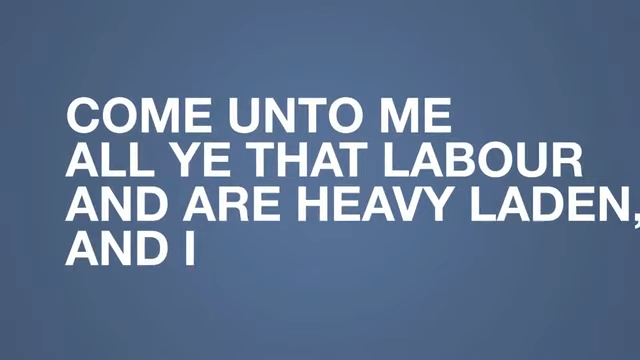 COME UNTO ME
ALL YE THAT LABOUR
AND ARE HEAVY LADEN,
AND I